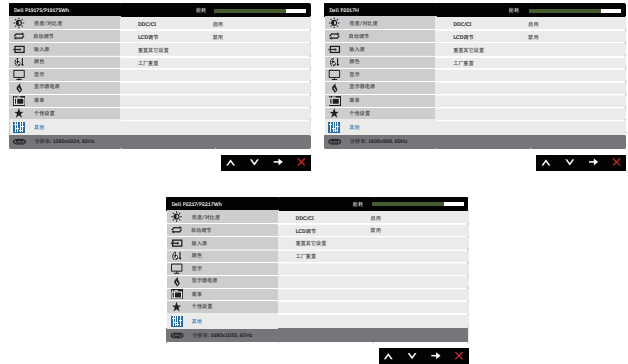 Dell P1917S/P1917SWh
能耗
亮度/对比度
自动调节
输入源
颜色
显示
显示器电源
菜单
个性设置
其他
DDC/CI 启用
LCD调节 禁用
重置其它设置
工厂重置
分辨率: 1280x1024, 60Hz
Dell P2017H
能耗
亮度/对比度
自动调节
输入源
颜色
显示
显示器电源
菜单
个性设置
其他
DDC/CI 启用
LCD调节 禁用
重置其它设置
工厂重置
分辨率: 1600x900, 60Hz
Dell P2217/P2217Wh
能耗
亮度/对比度
自动调节
输入源
颜色
显示
显示器电源
菜单
个性设置
其他
DDC/CI 启用
LCD调节 禁用
重置其它设置
工厂重置
分辨率: 1680x1050, 60Hz